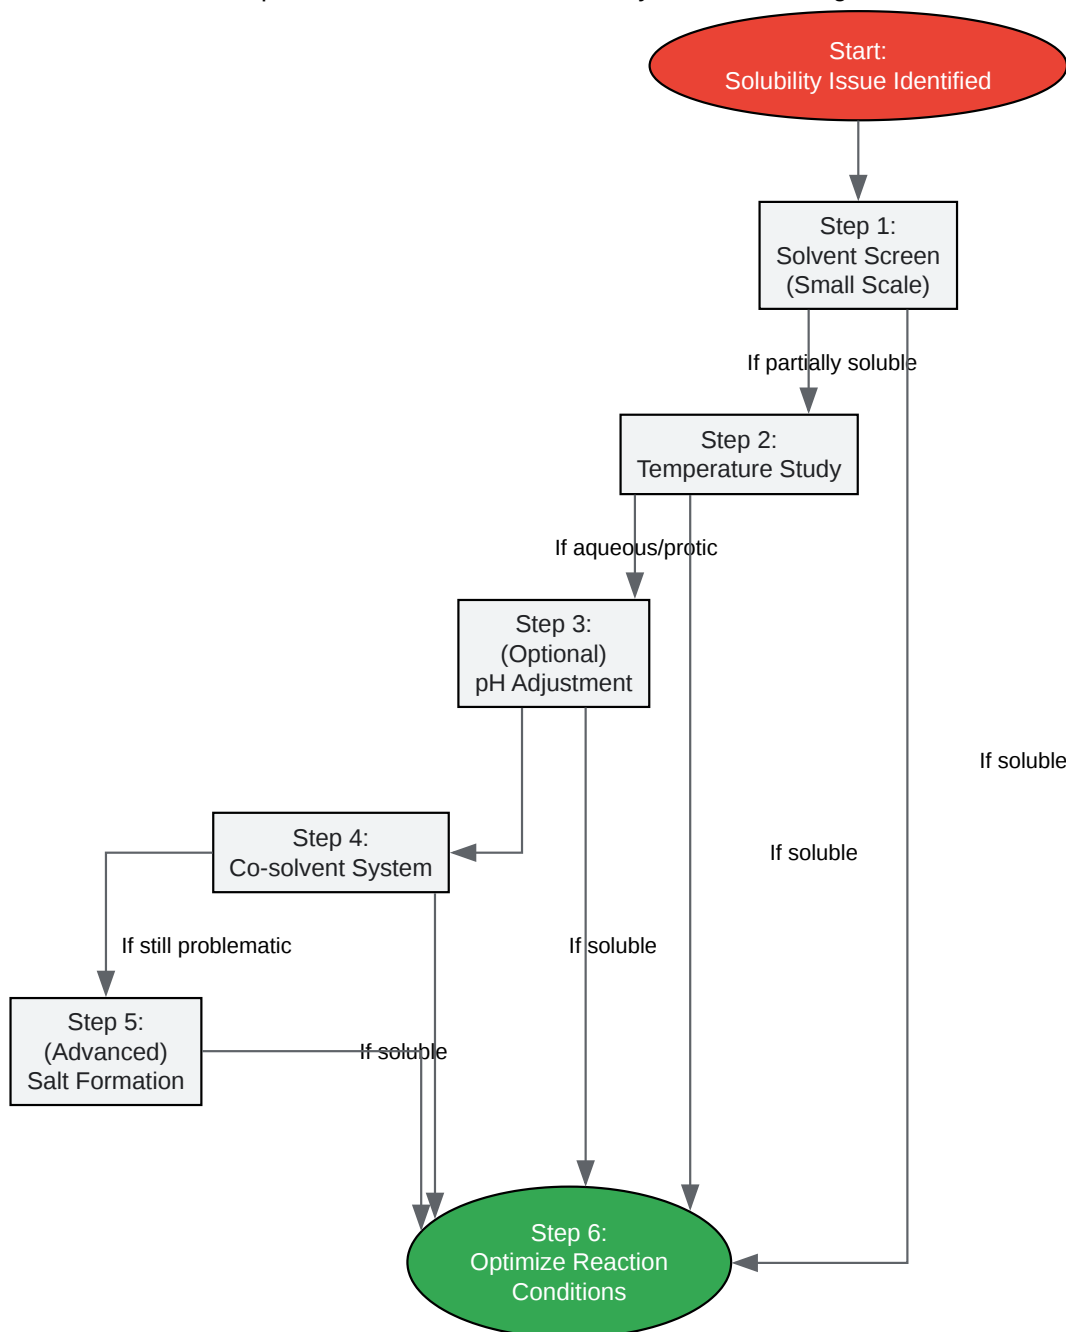 Start:
Solubility Issue Identified
Step 1:
Solvent Screen
(Small Scale)
If partially soluble
Step 2:
Temperature Study
If aqueous/protic
Step 3:
(Optional)
pH Adjustment
If soluble
Step 4:
Co-solvent System
If soluble
If still problematic
If soluble
Step 5:
(Advanced)
Salt Formation
If soluble
Step 6:
Optimize Reaction
Conditions